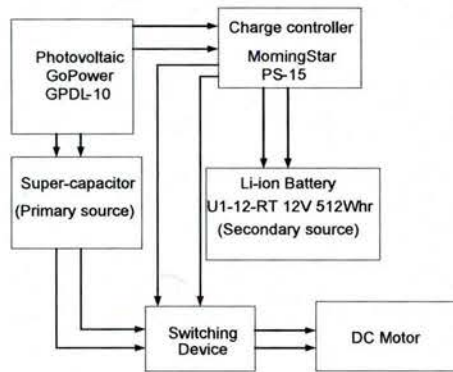 Photovoltaic
GoPower
GPDL-10
Charge controller
MorningStar
PS-15
Super-capacitor
(Primary source)
Li-ion Battery
U1-12-RT 12V 512Whr
(Secondary source)
Switching
Device
DC Motor